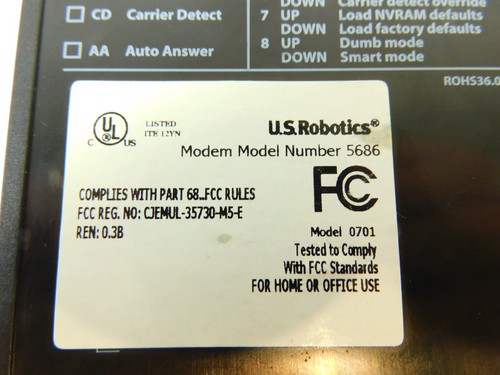 DOWN Carrier detect override
CD Carrier Detect
7 UP Load NVRAM defaults
DOWN Load factory defaults
AA Auto Answer
8 UP Dumb mode
DOWN Smart mode
ROHS36.0
C UL US
LISTED
ITE 12YN
U.S.Robotics®
Modem Model Number 5686
FC
COMPLIES WITH PART 68..FCC RULES
FCC REG. NO: CJEMUL-35730-M5-E
REN: 0.3B
Model 0701
Tested to Comply
With FCC Standards
FOR HOME OR OFFICE USE